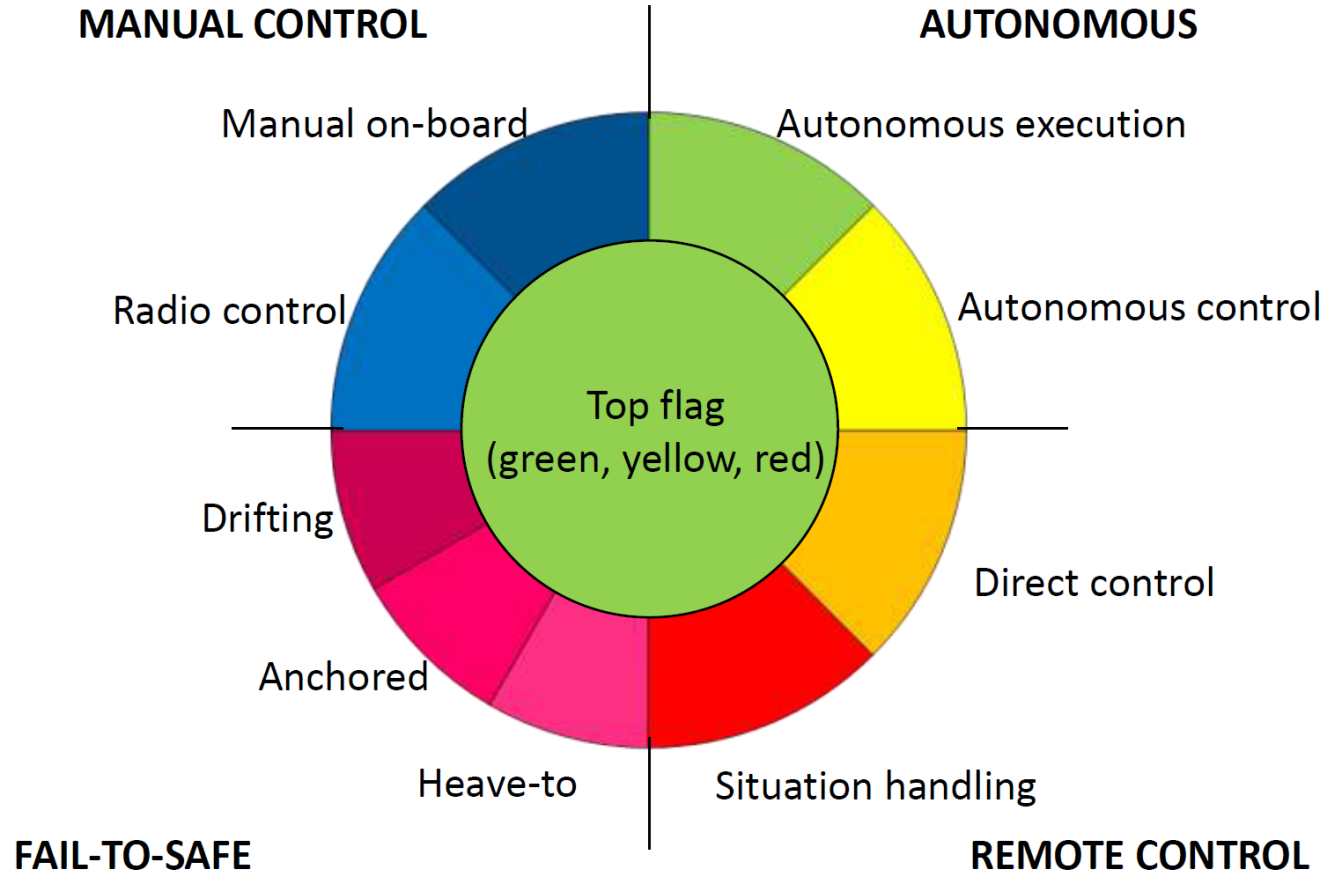 MANUAL CONTROL
AUTONOMOUS
Manual on-board
Autonomous execution
Radio control
Autonomous control
Top flag
(green, yellow, red)
Drifting
Direct control
Anchored
Heave-to
Situation handling
FAIL-TO-SAFE
REMOTE CONTROL